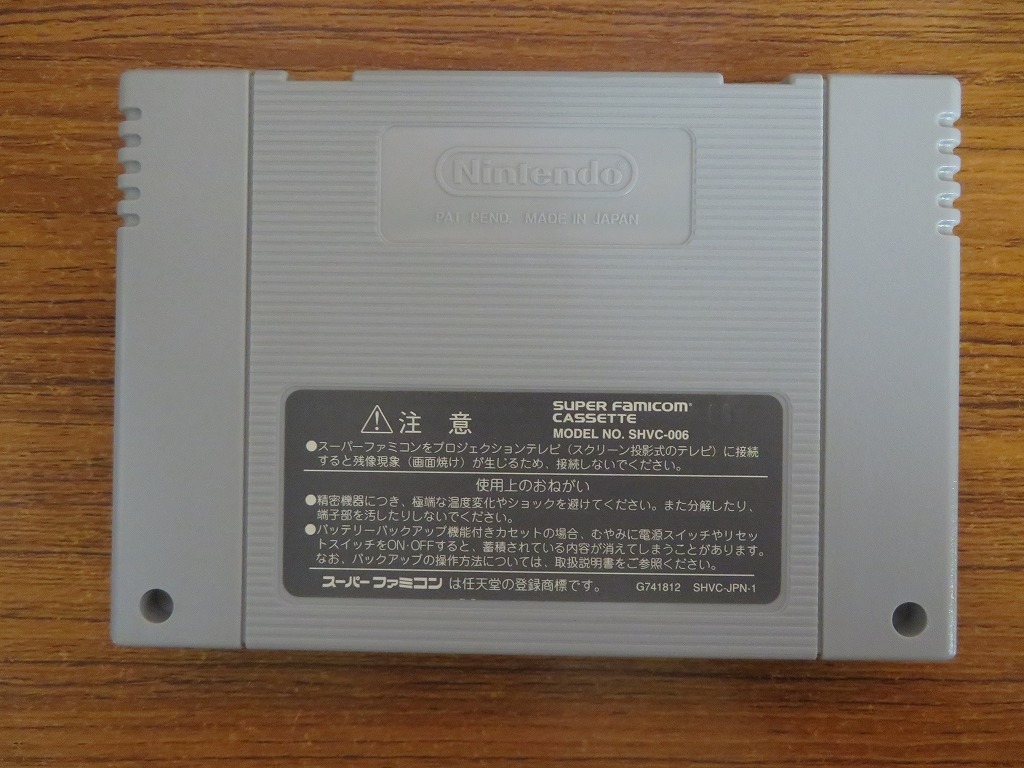 Nintendo
PAT. PEND. MADE IN JAPAN
⚠注 意
SUPER FAMICOM®
CASSETTE
MODEL NO. SHVC-006
●スーパーファミコンをプロジェクションテレビ（スクリーン投影式のテレビ）に接続
すると残像現象（画面焼け）が生じるため、接続しないでください。
使用上のおねがい
●精密機器につき、極端な温度変化やショックを避けてください。また分解したり、
端子部を汚したりしないでください。
●バッテリーバックアップ機能付きカセットの場合、むやみに電源スイッチやリセッ
トスイッチをON·OFFすると、蓄積されている内容が消えてしまうことがあります。
なお、バックアップの操作方法については、取扱説明書をご参照ください。
スーパーファミコン は任天堂の登録商標です。 G741812 SHVC-JPN-1